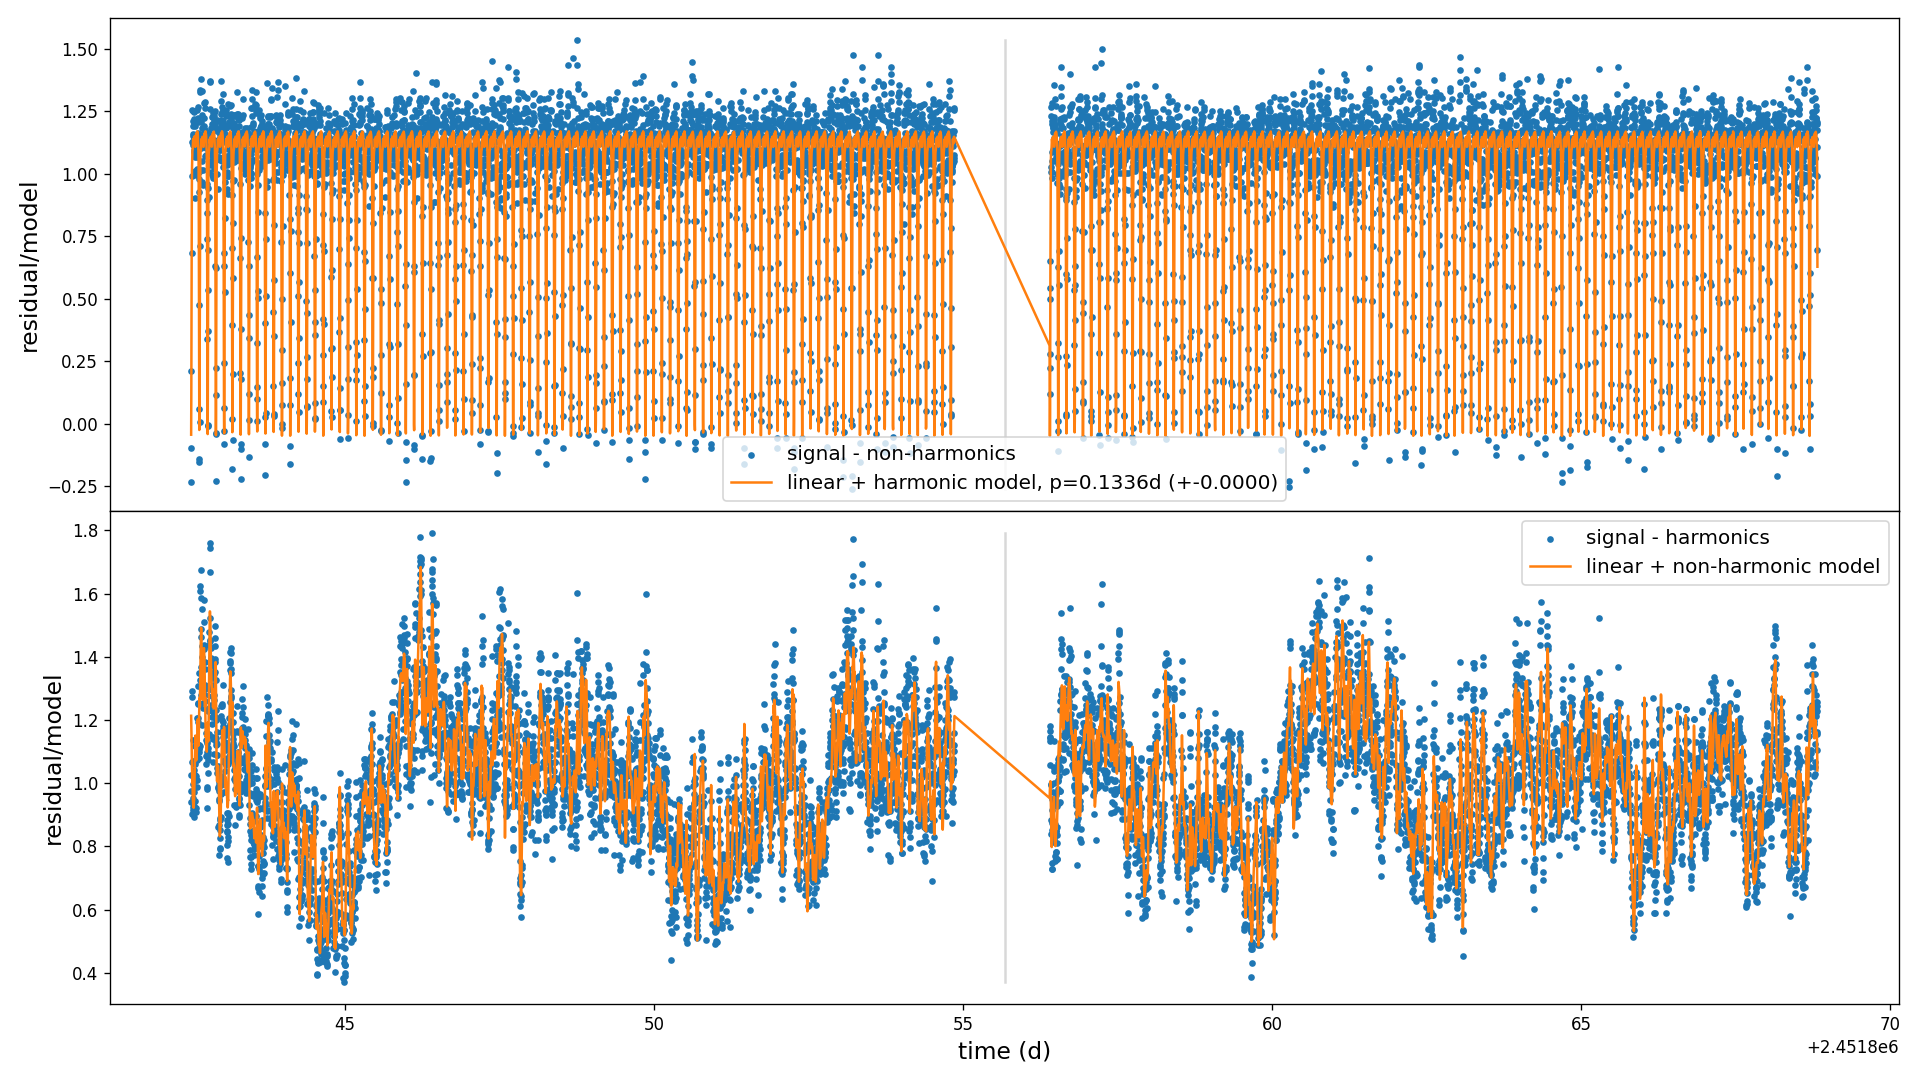 1.50
1.25
1.00
0.75
0.50
0.25
0.00
−0.25
residual/model
signal - non-harmonics
linear + harmonic model, p=0.1336d (+-0.0000)
1.8
1.6
1.4
1.2
1.0
0.8
0.6
0.4
residual/model
signal - harmonics
linear + non-harmonic model
45
50
55
60
65
70
time (d)
+2.4518e6